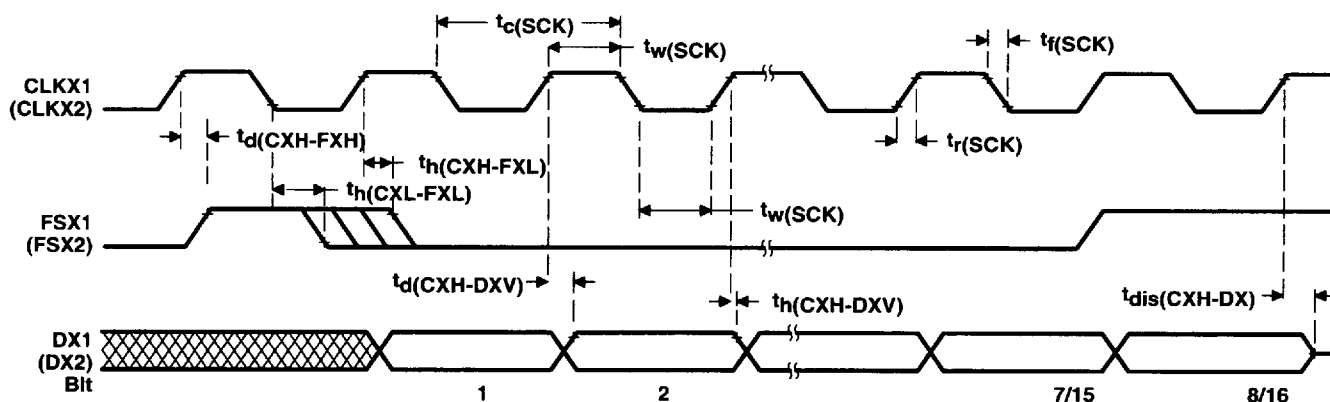 tc(SCK)
tw(SCK)
tf(SCK)
CLKX1
(CLKX2)
td(CXH-FXH)
tr(SCK)
th(CXH-FXL)
th(CXL-FXL)
tw(SCK)
FSX1
(FSX2)
td(CXH-DXV)
th(CXH-DXV)
tdis(CXH-DX)
DX1
(DX2)
Bit
1
2
7/15
8/16